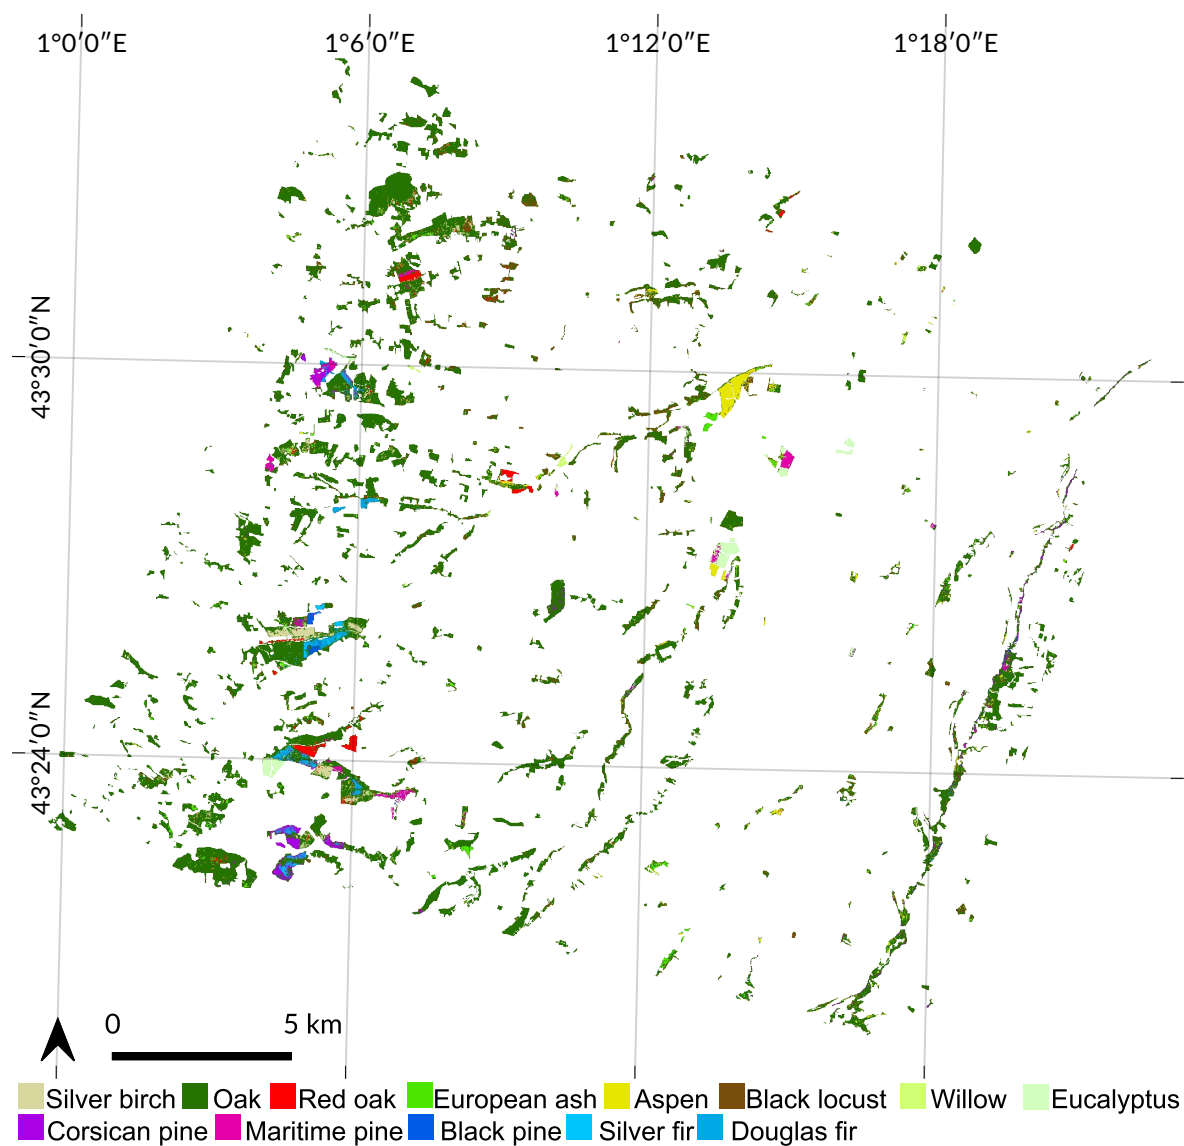 1°0′0″E 1°6′0″E 1°12′0″E 1°18′0″E
43°30′0″N
43°24′0″N
0 5 km
Silver birch Oak Red oak European ash Aspen Black locust Willow Eucalyptus
Corsican pine Maritime pine Black pine Silver fir Douglas fir